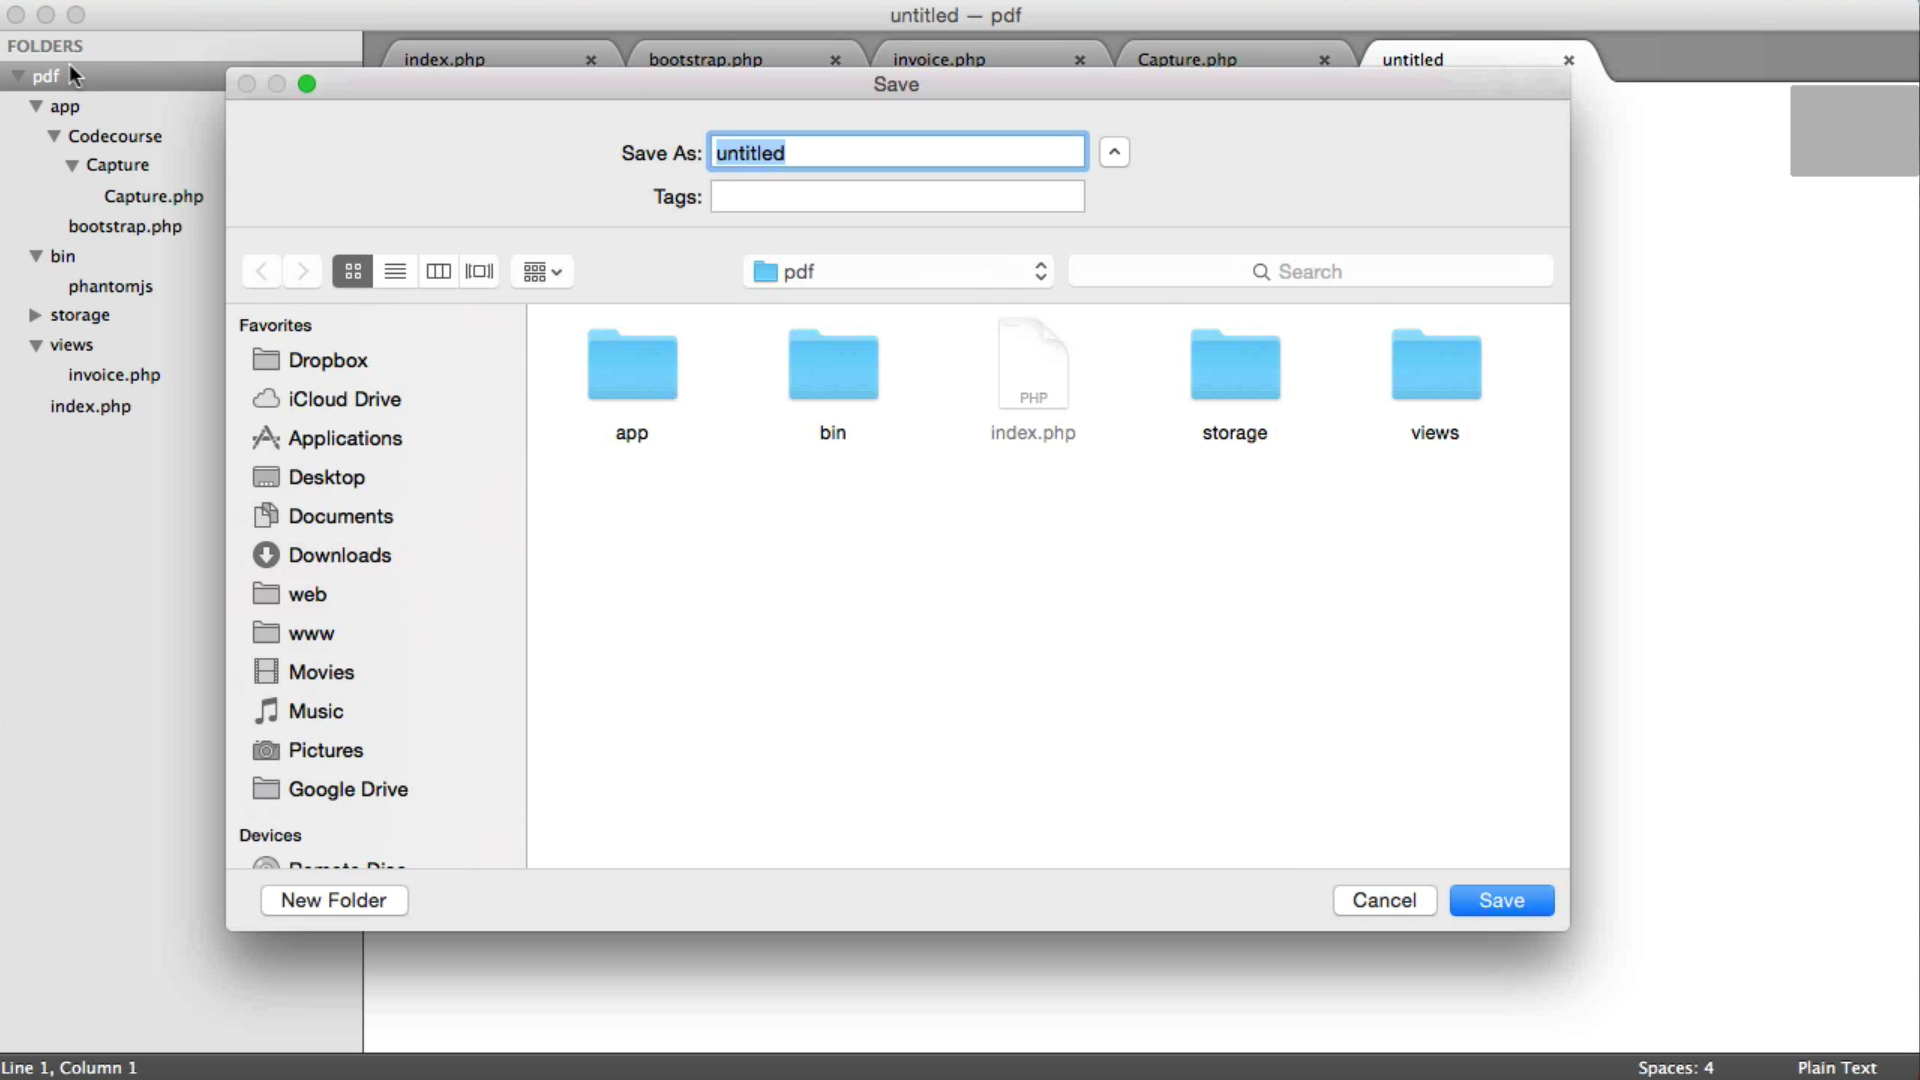 untitled — pdf
FOLDERS
pdf
app
Codecourse
Capture
Capture.php
bootstrap.php
bin
phantomjs
storage
views
invoice.php
index.php
index.php
bootstrap.php
invoice.php
Capture.php
untitled
Save
Save As: untitled
Tags:
pdf
Search
Favorites
Dropbox
iCloud Drive
Applications
Desktop
Documents
Downloads
web
www
Movies
Music
Pictures
Google Drive
Devices
Remote Disc
PHP
app
bin
index.php
storage
views
New Folder
Cancel
Save
Line 1, Column 1
Spaces: 4
Plain Text